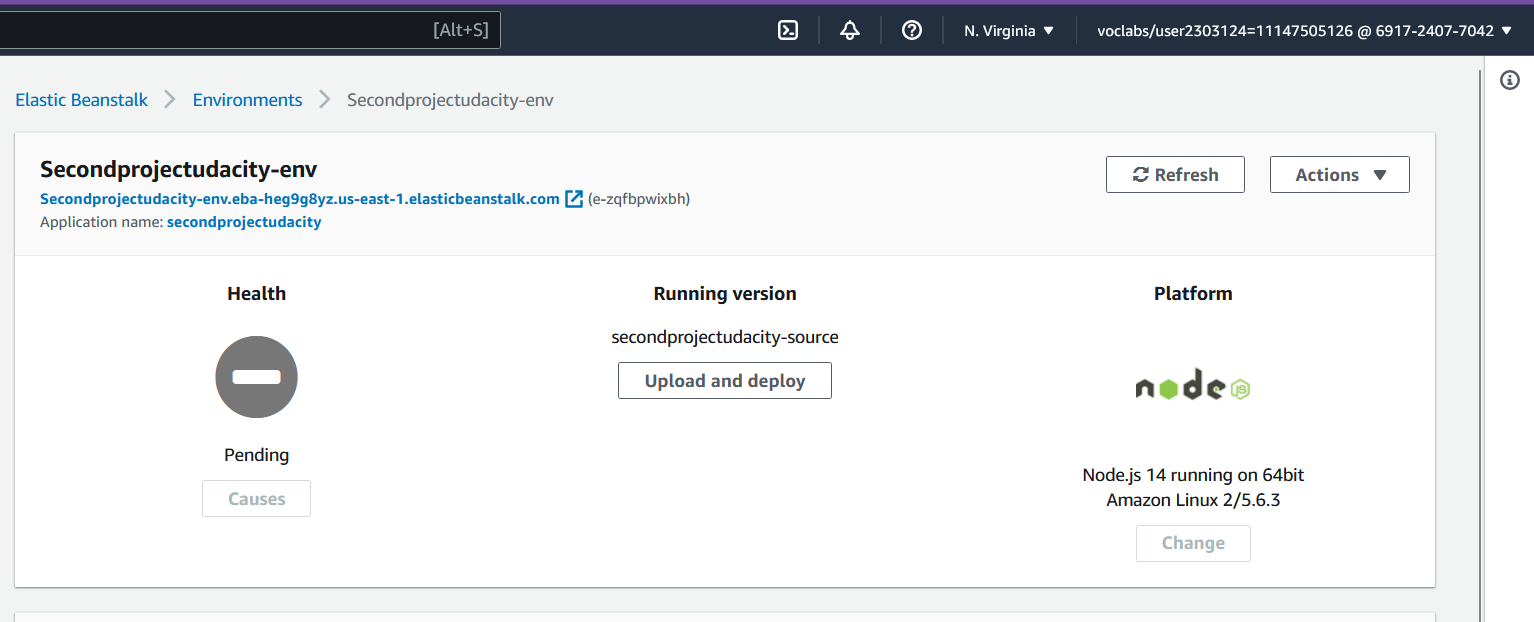 [Alt+S]
N. Virginia
voclabs/user2303124=11147505126 @ 6917-2407-7042
Elastic Beanstalk
Environments
Secondprojectudacity-env
Secondprojectudacity-env
Refresh
Actions
Secondprojectudacity-env.eba-heg9g8yz.us-east-1.elasticbeanstalk.com (e-zqfbpwixbh)
Application name: secondprojectudacity
Health
Pending
Causes
Running version
secondprojectudacity-source
Upload and deploy
Platform
node JS
Node.js 14 running on 64bit
Amazon Linux 2/5.6.3
Change